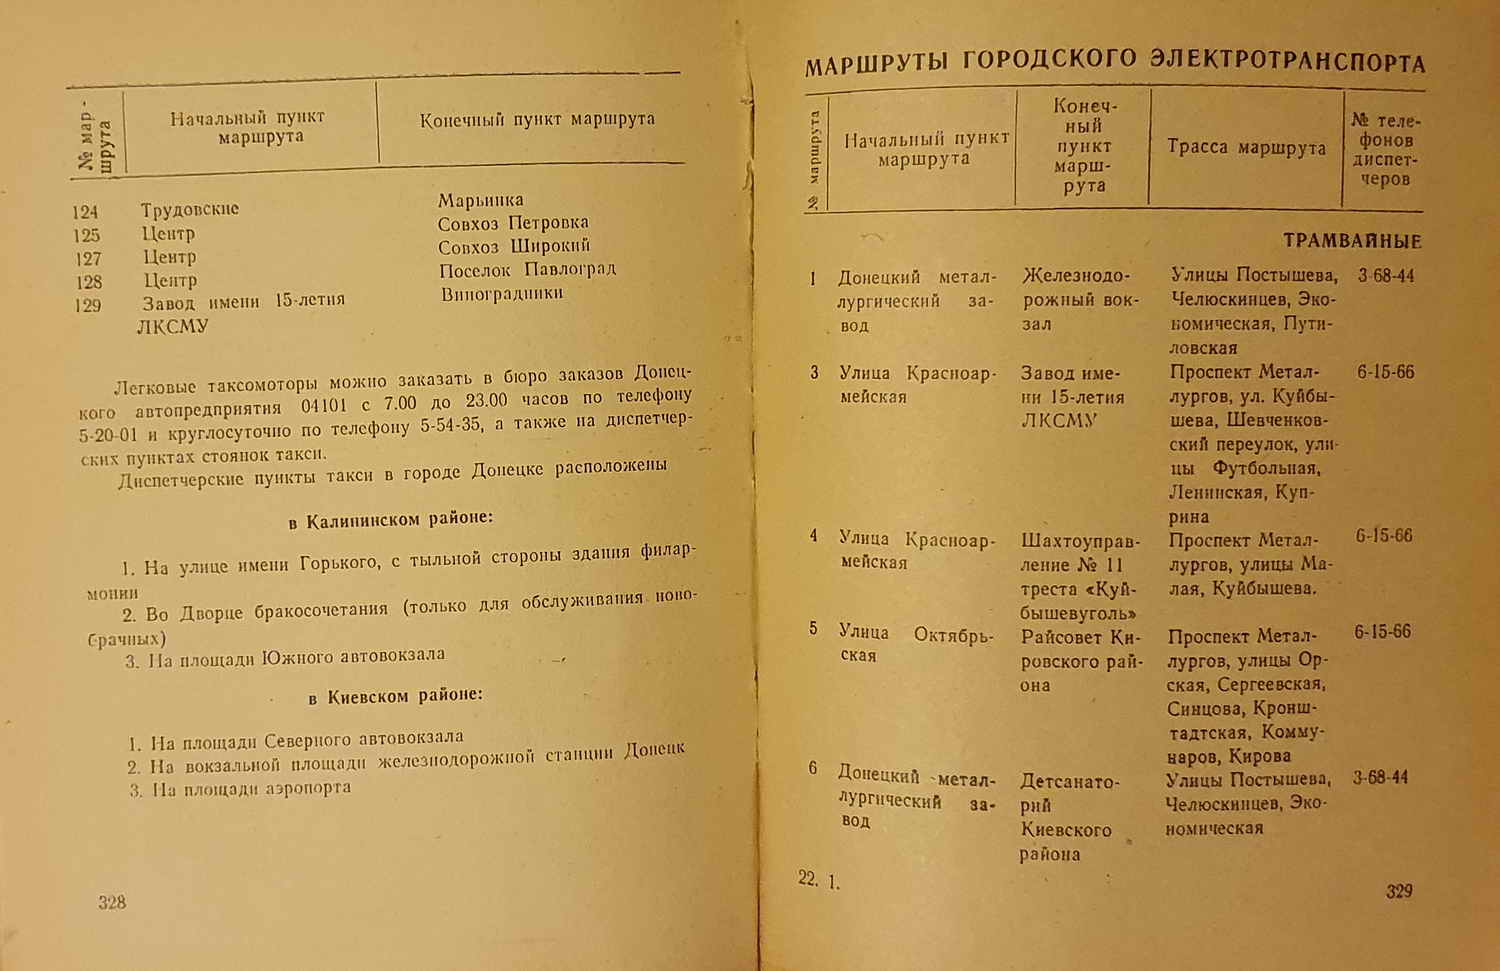 № мар-
шрута
Начальный пункт
маршрута
Конечный пункт маршрута
124 Трудовские Марьинка
125 Центр Совхоз Петровка
127 Центр Совхоз Широкий
128 Центр Поселок Павлоград
129 Завод имени 15-летия Виноградники
ЛКСМУ
Легковые таксомоторы можно заказать в бюро заказов Донец-
кого автопредприятия 04101 с 7.00 до 23.00 часов по телефону
5-20-01 и круглосуточно по телефону 5-54-35, а также на диспетчер-
ских пунктах стоянок такси.
Диспетчерские пункты такси в городе Донецке расположены
в Калининском районе:
1. На улице имени Горького, с тыльной стороны здания филар-
монии
2. Во Дворце бракосочетания (только для обслуживания ново-
брачных)
3. На площади Южного автовокзала
в Киевском районе:
1. На площади Северного автовокзала
2. На вокзальной площади железнодорожной станции Донецк
3. На площади аэропорта
328
МАРШРУТЫ ГОРОДСКОГО ЭЛЕКТРОТРАНСПОРТА
№ маршрута
Начальный пункт
маршрута
Конеч-
ный
пункт
марш-
рута
Трасса маршрута
№ теле-
фонов
диспет-
черов
ТРАМВАЙНЫЕ
1 Донецкий метал- Железнодо- Улицы Постышева, 3-68-44
лургический за- рожный вок- Челюскинцев, Эко-
вод зал номическая, Пути-
ловская
3 Улица Красноар- Завод име- Проспект Метал- 6-15-66
мейская ни 15-летия лургов, ул. Куйбы-
ЛКСМУ шева, Шевченков-
ский переулок, ули-
цы Футбольная,
Ленинская, Куп-
рина
4 Улица Красноар- Шахтоуправ- Проспект Метал- 6-15-66
мейская ление № 11 лургов, улицы Ма-
треста «Куй- лая, Куйбышева.
бышевуголь»
5 Улица Октябрь- Райсовет Ки- Проспект Метал- 6-15-66
ская ровского рай- лургов, улицы Ор-
она ская, Сергеевская,
Синцова, Кронш-
тадтская, Комму-
наров, Кирова
6 Донецкий метал- Детсанато- Улицы Постышева, 3-68-44
лургический за- рий Челюскинцев, Эко-
вод Киевского номическая
района
22. 1.
329